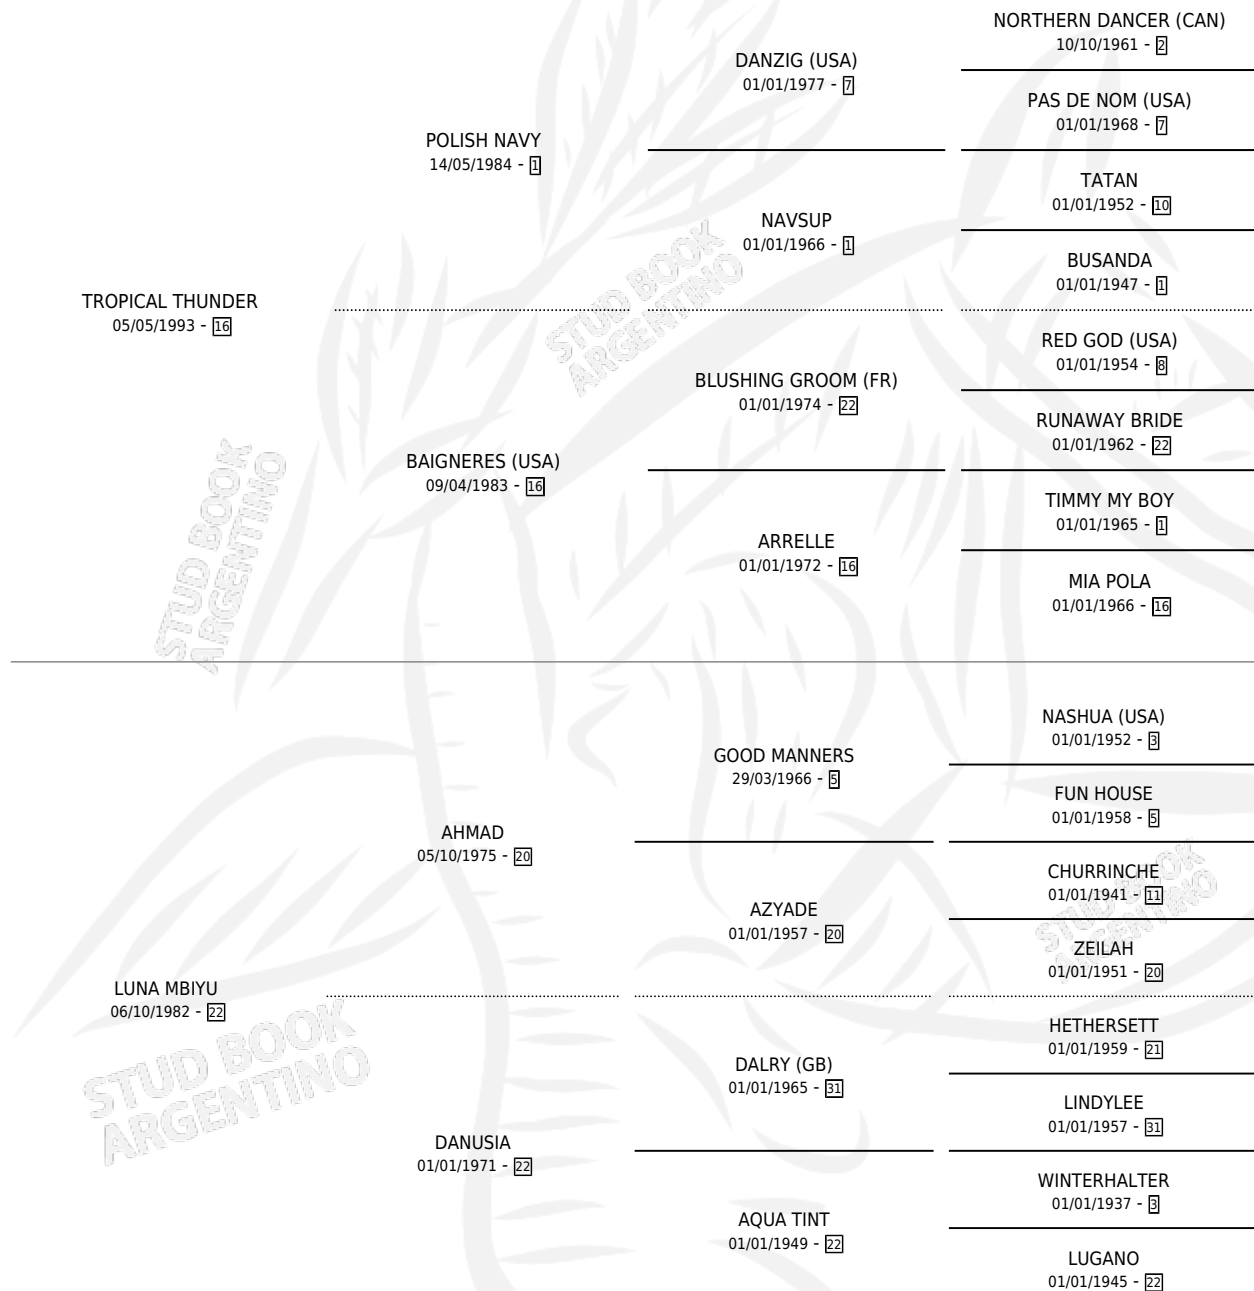 NORTHERN DANCER (CAN)
10/10/1961 - 2
DANZIG (USA)
01/01/1977 - 7
PAS DE NOM (USA)
01/01/1968 - 7
POLISH NAVY
14/05/1984 - 1
TATAN
01/01/1952 - 10
NAVSUP
01/01/1966 - 1
BUSANDA
01/01/1947 - 1
TROPICAL THUNDER
05/05/1993 - 16
STUD BOOK
ARGENTINO
RED GOD (USA)
01/01/1954 - 8
BLUSHING GROOM (FR)
01/01/1974 - 22
RUNAWAY BRIDE
01/01/1962 - 22
BAIGNERES (USA)
09/04/1983 - 16
TIMMY MY BOY
01/01/1965 - 1
ARRELLE
01/01/1972 - 16
MIA POLA
01/01/1966 - 16
STUD BOOK
ARGENTINO
NASHUA (USA)
01/01/1952 - 3
GOOD MANNERS
29/03/1966 - 5
FUN HOUSE
01/01/1958 - 5
AHMAD
05/10/1975 - 20
CHURRINCHE
01/01/1941 - 11
AZYADE
01/01/1957 - 20
STUD BOOK
ARGENTINO
ZEILAH
01/01/1951 - 20
LUNA MBIYU
06/10/1982 - 22
HETHERSETT
01/01/1959 - 21
DALRY (GB)
01/01/1965 - 31
LINDYLEE
01/01/1957 - 31
STUD BOOK
ARGENTINO
DANUSIA
01/01/1971 - 22
WINTERHALTER
01/01/1937 - 3
AQUA TINT
01/01/1949 - 22
LUGANO
01/01/1945 - 22